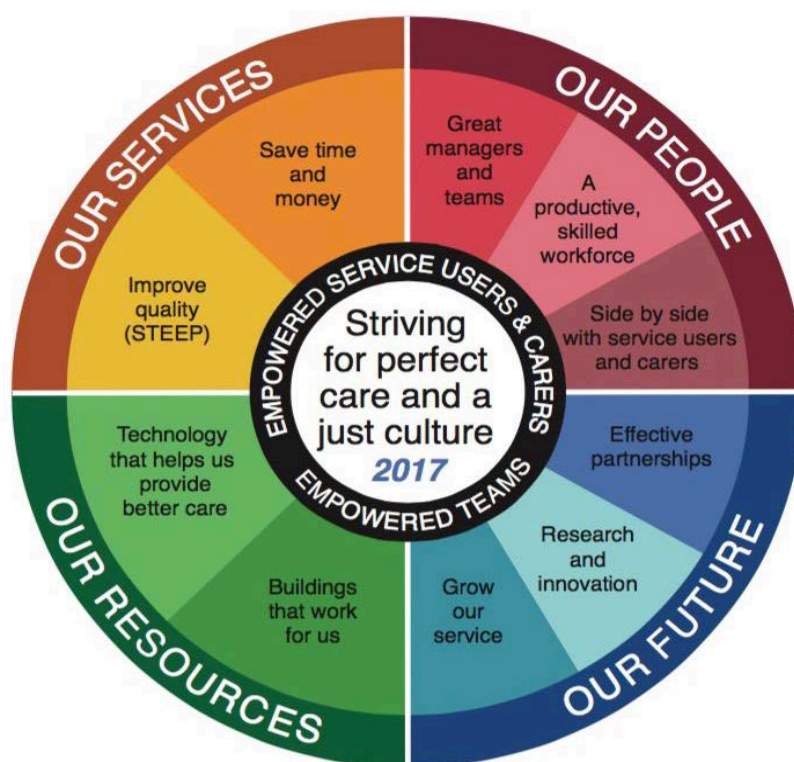 OUR SERVICES
Save time
and
money
Improve
quality
(STEEP)
OUR PEOPLE
Great
managers
and
teams
A
productive,
skilled
workforce
Side by side
with service users
and carers
EMPOWERED SERVICE USERS & CARERS
Striving
for perfect
care and a
just culture
2017
EMPOWERED TEAMS
OUR RESOURCES
Technology
that helps us
provide
better care
Buildings
that work
for us
OUR FUTURE
Effective
partnerships
Research
and
innovation
Grow
our
service